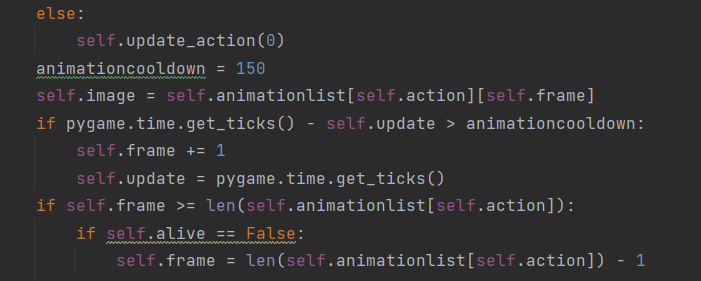 else:
self.update_action(0)
animationcooldown = 150
self.image = self.animationlist[self.action][self.frame]
if pygame.time.get_ticks() - self.update > animationcooldown:
self.frame += 1
self.update = pygame.time.get_ticks()
if self.frame >= len(self.animationlist[self.action]):
if self.alive == False:
self.frame = len(self.animationlist[self.action]) - 1